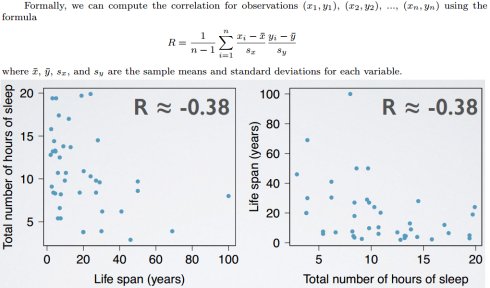 Formally, we can compute the correlation for observations (x₁, y₁), (x₂, y₂), ..., (xₙ, yₙ) using the
formula
R = 1/(n − 1) ∑ᵢ₌₁ⁿ (xᵢ − x̄)/sₓ (yᵢ − ȳ)/s_y
where x̄, ȳ, sₓ, and s_y are the sample means and standard deviations for each variable.
R ≈ -0.38
Total number of hours of sleep
20
15
10
5
0 20 40 60 80 100
Life span (years)
R ≈ -0.38
Life span (years)
100
80
60
40
20
0
5 10 15 20
Total number of hours of sleep